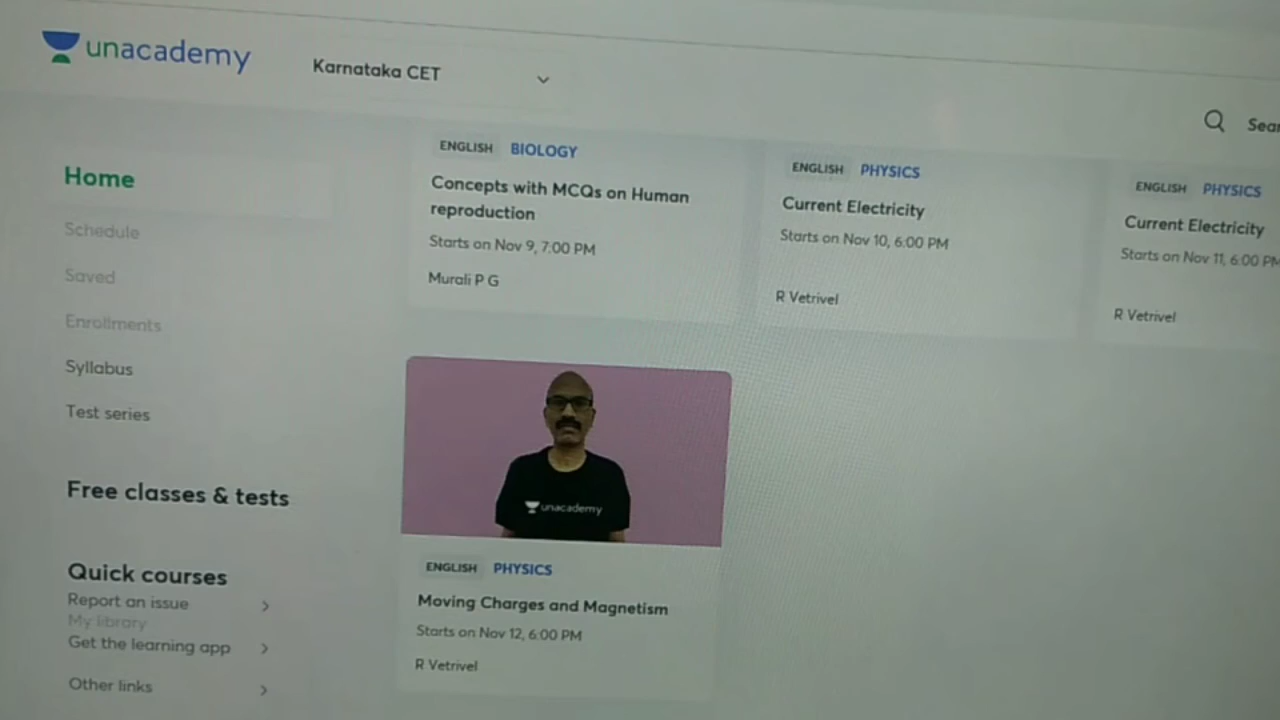 unacademy
Karnataka CET
Home
Schedule
Saved
Enrollments
Syllabus
Test series
Free classes & tests
Quick courses
Report an issue
My library
Get the learning app
Other links
ENGLISH BIOLOGY
Concepts with MCQs on Human
reproduction
Starts on Nov 9, 7:00 PM
Murali P G
ENGLISH PHYSICS
Current Electricity
Starts on Nov 10, 6:00 PM
R Vetrivel
ENGLISH PHYSICS
Current Electricity
Starts on Nov 11, 6:00 PM
R Vetrivel
unacademy
ENGLISH PHYSICS
Moving Charges and Magnetism
Starts on Nov 12, 6:00 PM
R Vetrivel